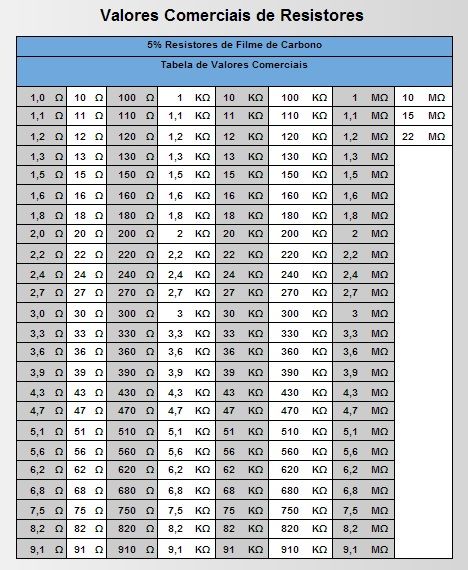 Valores Comerciais de Resistores
5% Resistores de Filme de Carbono
Tabela de Valores Comerciais
1,0 Ω 10 Ω 100 Ω 1 KΩ 10 KΩ 100 KΩ 1 MΩ 10 MΩ
1,1 Ω 11 Ω 110 Ω 1,1 KΩ 11 KΩ 110 KΩ 1,1 MΩ 15 MΩ
1,2 Ω 12 Ω 120 Ω 1,2 KΩ 12 KΩ 120 KΩ 1,2 MΩ 22 MΩ
1,3 Ω 13 Ω 130 Ω 1,3 KΩ 13 KΩ 130 KΩ 1,3 MΩ
1,5 Ω 15 Ω 150 Ω 1,5 KΩ 15 KΩ 150 KΩ 1,5 MΩ
1,6 Ω 16 Ω 160 Ω 1,6 KΩ 16 KΩ 160 KΩ 1,6 MΩ
1,8 Ω 18 Ω 180 Ω 1,8 KΩ 18 KΩ 180 KΩ 1,8 MΩ
2,0 Ω 20 Ω 200 Ω 2 KΩ 20 KΩ 200 KΩ 2 MΩ
2,2 Ω 22 Ω 220 Ω 2,2 KΩ 22 KΩ 220 KΩ 2,2 MΩ
2,4 Ω 24 Ω 240 Ω 2,4 KΩ 24 KΩ 240 KΩ 2,4 MΩ
2,7 Ω 27 Ω 270 Ω 2,7 KΩ 27 KΩ 270 KΩ 2,7 MΩ
3,0 Ω 30 Ω 300 Ω 3 KΩ 30 KΩ 300 KΩ 3 MΩ
3,3 Ω 33 Ω 330 Ω 3,3 KΩ 33 KΩ 330 KΩ 3,3 MΩ
3,6 Ω 36 Ω 360 Ω 3,6 KΩ 36 KΩ 360 KΩ 3,6 MΩ
3,9 Ω 39 Ω 390 Ω 3,9 KΩ 39 KΩ 390 KΩ 3,9 MΩ
4,3 Ω 43 Ω 430 Ω 4,3 KΩ 43 KΩ 430 KΩ 4,3 MΩ
4,7 Ω 47 Ω 470 Ω 4,7 KΩ 47 KΩ 470 KΩ 4,7 MΩ
5,1 Ω 51 Ω 510 Ω 5,1 KΩ 51 KΩ 510 KΩ 5,1 MΩ
5,6 Ω 56 Ω 560 Ω 5,6 KΩ 56 KΩ 560 KΩ 5,6 MΩ
6,2 Ω 62 Ω 620 Ω 6,2 KΩ 62 KΩ 620 KΩ 6,2 MΩ
6,8 Ω 68 Ω 680 Ω 6,8 KΩ 68 KΩ 680 KΩ 6,8 MΩ
7,5 Ω 75 Ω 750 Ω 7,5 KΩ 75 KΩ 750 KΩ 7,5 MΩ
8,2 Ω 82 Ω 820 Ω 8,2 KΩ 82 KΩ 820 KΩ 8,2 MΩ
9,1 Ω 91 Ω 910 Ω 9,1 KΩ 91 KΩ 910 KΩ 9,1 MΩ